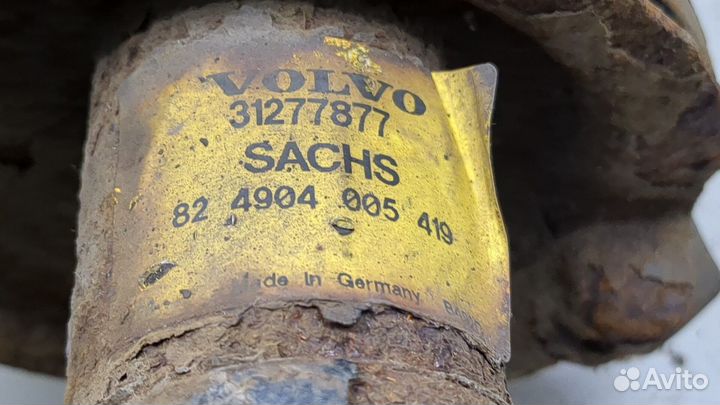 VOLVO
31277877
SACHS
82 4904 005 419
Made In Germany
Avito